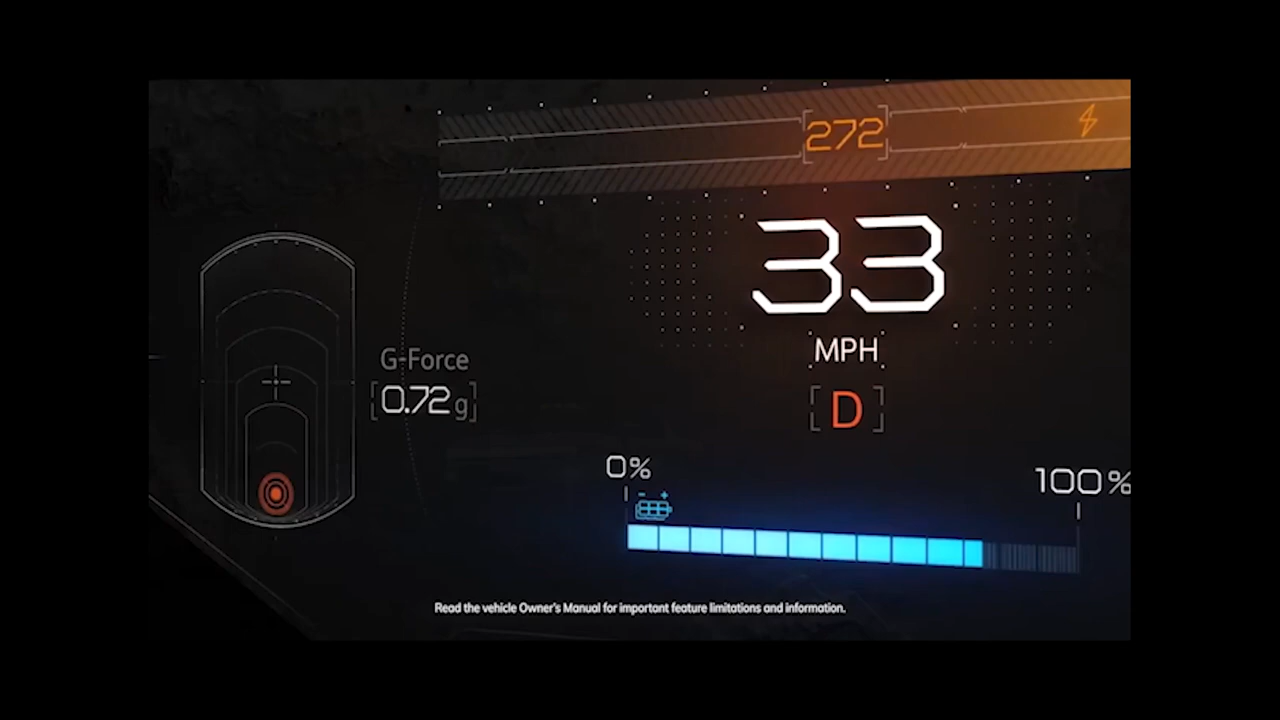 272
33
MPH
G-Force
0.72 g
D
0%
100%
- +
Read the vehicle Owner's Manual for important feature limitations and information.